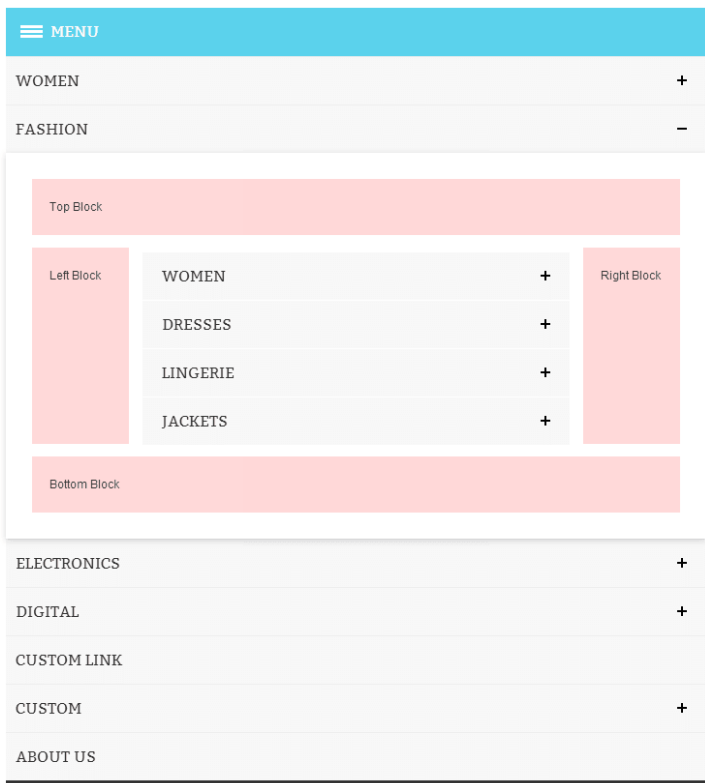 MENU
WOMEN
FASHION
Top Block
Left Block
WOMEN
DRESSES
LINGERIE
JACKETS
Right Block
Bottom Block
ELECTRONICS
DIGITAL
CUSTOM LINK
CUSTOM
ABOUT US